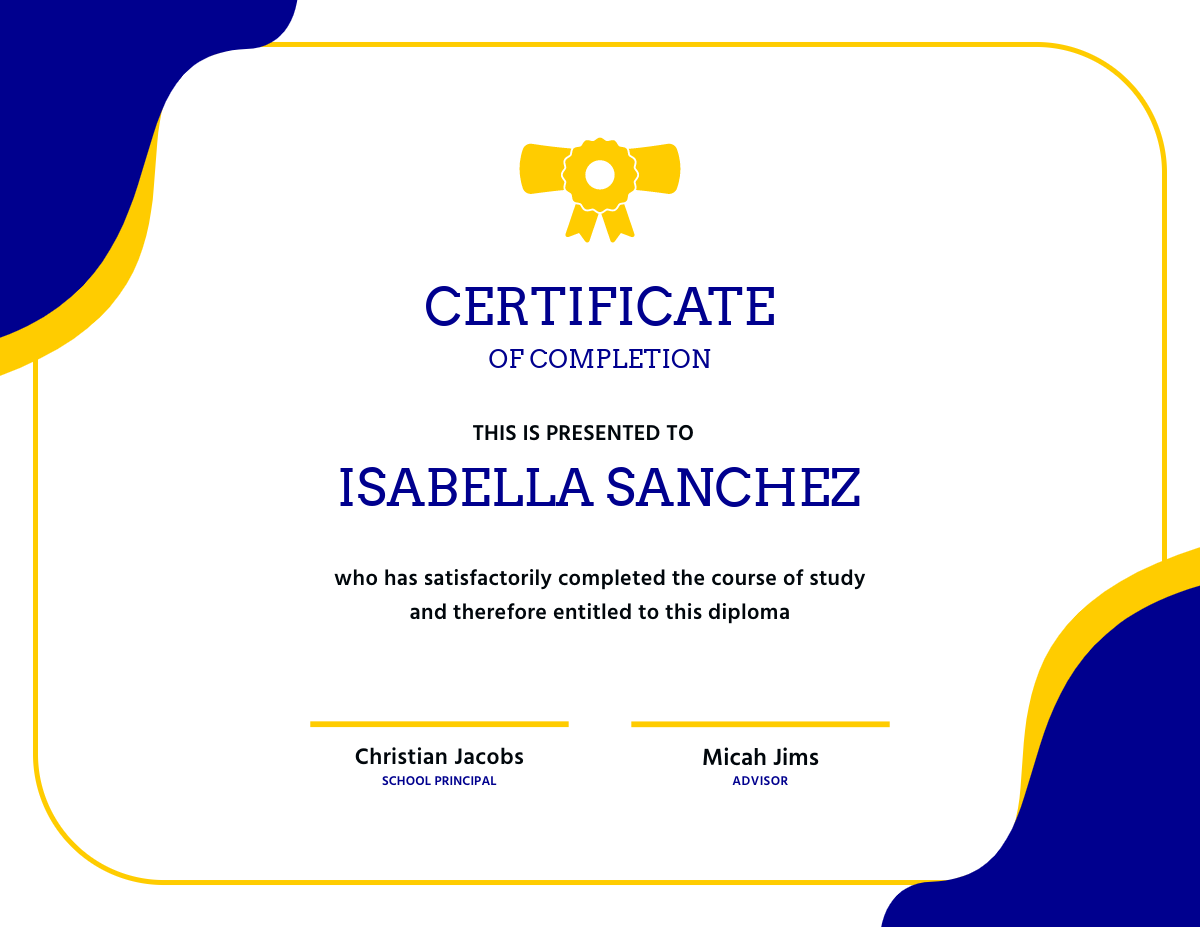 CERTIFICATE
OF COMPLETION
THIS IS PRESENTED TO
ISABELLA SANCHEZ
who has satisfactorily completed the course of study
and therefore entitled to this diploma
Christian Jacobs
SCHOOL PRINCIPAL
Micah Jims
ADVISOR